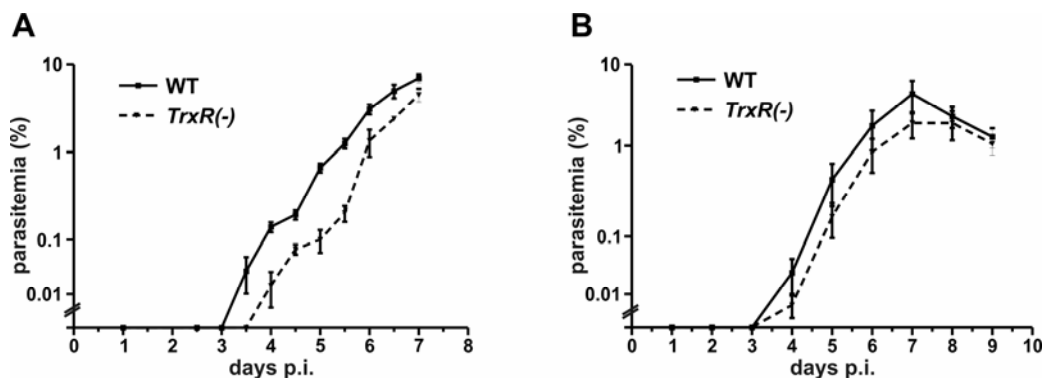 A
10
1
0.1
0.01
parasitemia (%)
WT
TrxR(-)
0 1 2 3 4 5 6 7 8
days p.i.
B
10
1
0.1
0.01
parasitemia (%)
WT
TrxR(-)
0 1 2 3 4 5 6 7 8 9 10
days p.i.